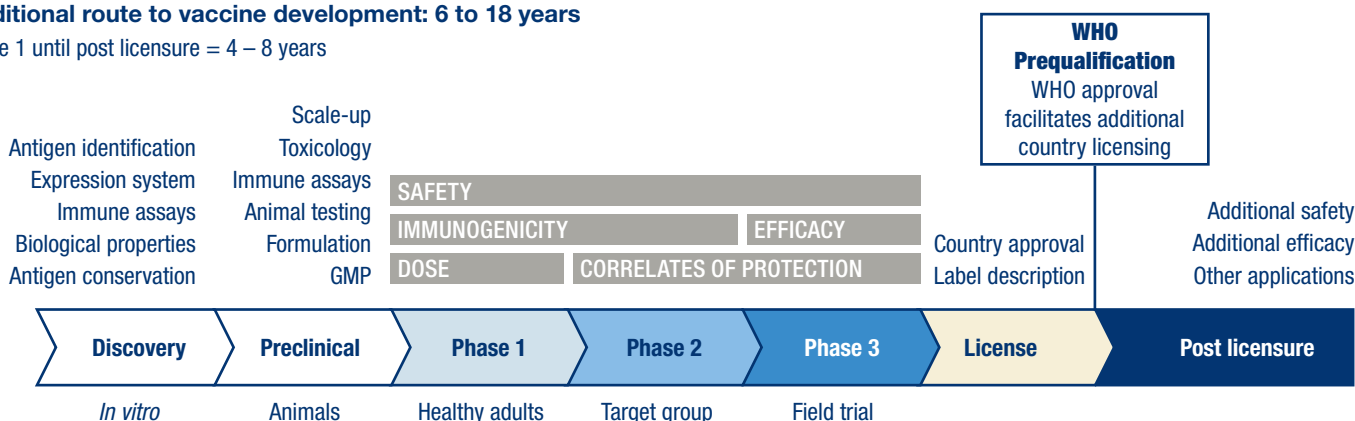 ditional route to vaccine development: 6 to 18 years
e 1 until post licensure = 4 – 8 years
WHO
Prequalification
WHO approval
facilitates additional
country licensing
Antigen identification
Expression system
Immune assays
Biological properties
Antigen conservation
Scale-up
Toxicology
Immune assays
Animal testing
Formulation
GMP
SAFETY
IMMUNOGENICITY
EFFICACY
DOSE
CORRELATES OF PROTECTION
Country approval
Label description
Additional safety
Additional efficacy
Other applications
Discovery
Preclinical
Phase 1
Phase 2
Phase 3
License
Post licensure
In vitro
Animals
Healthy adults
Target group
Field trial